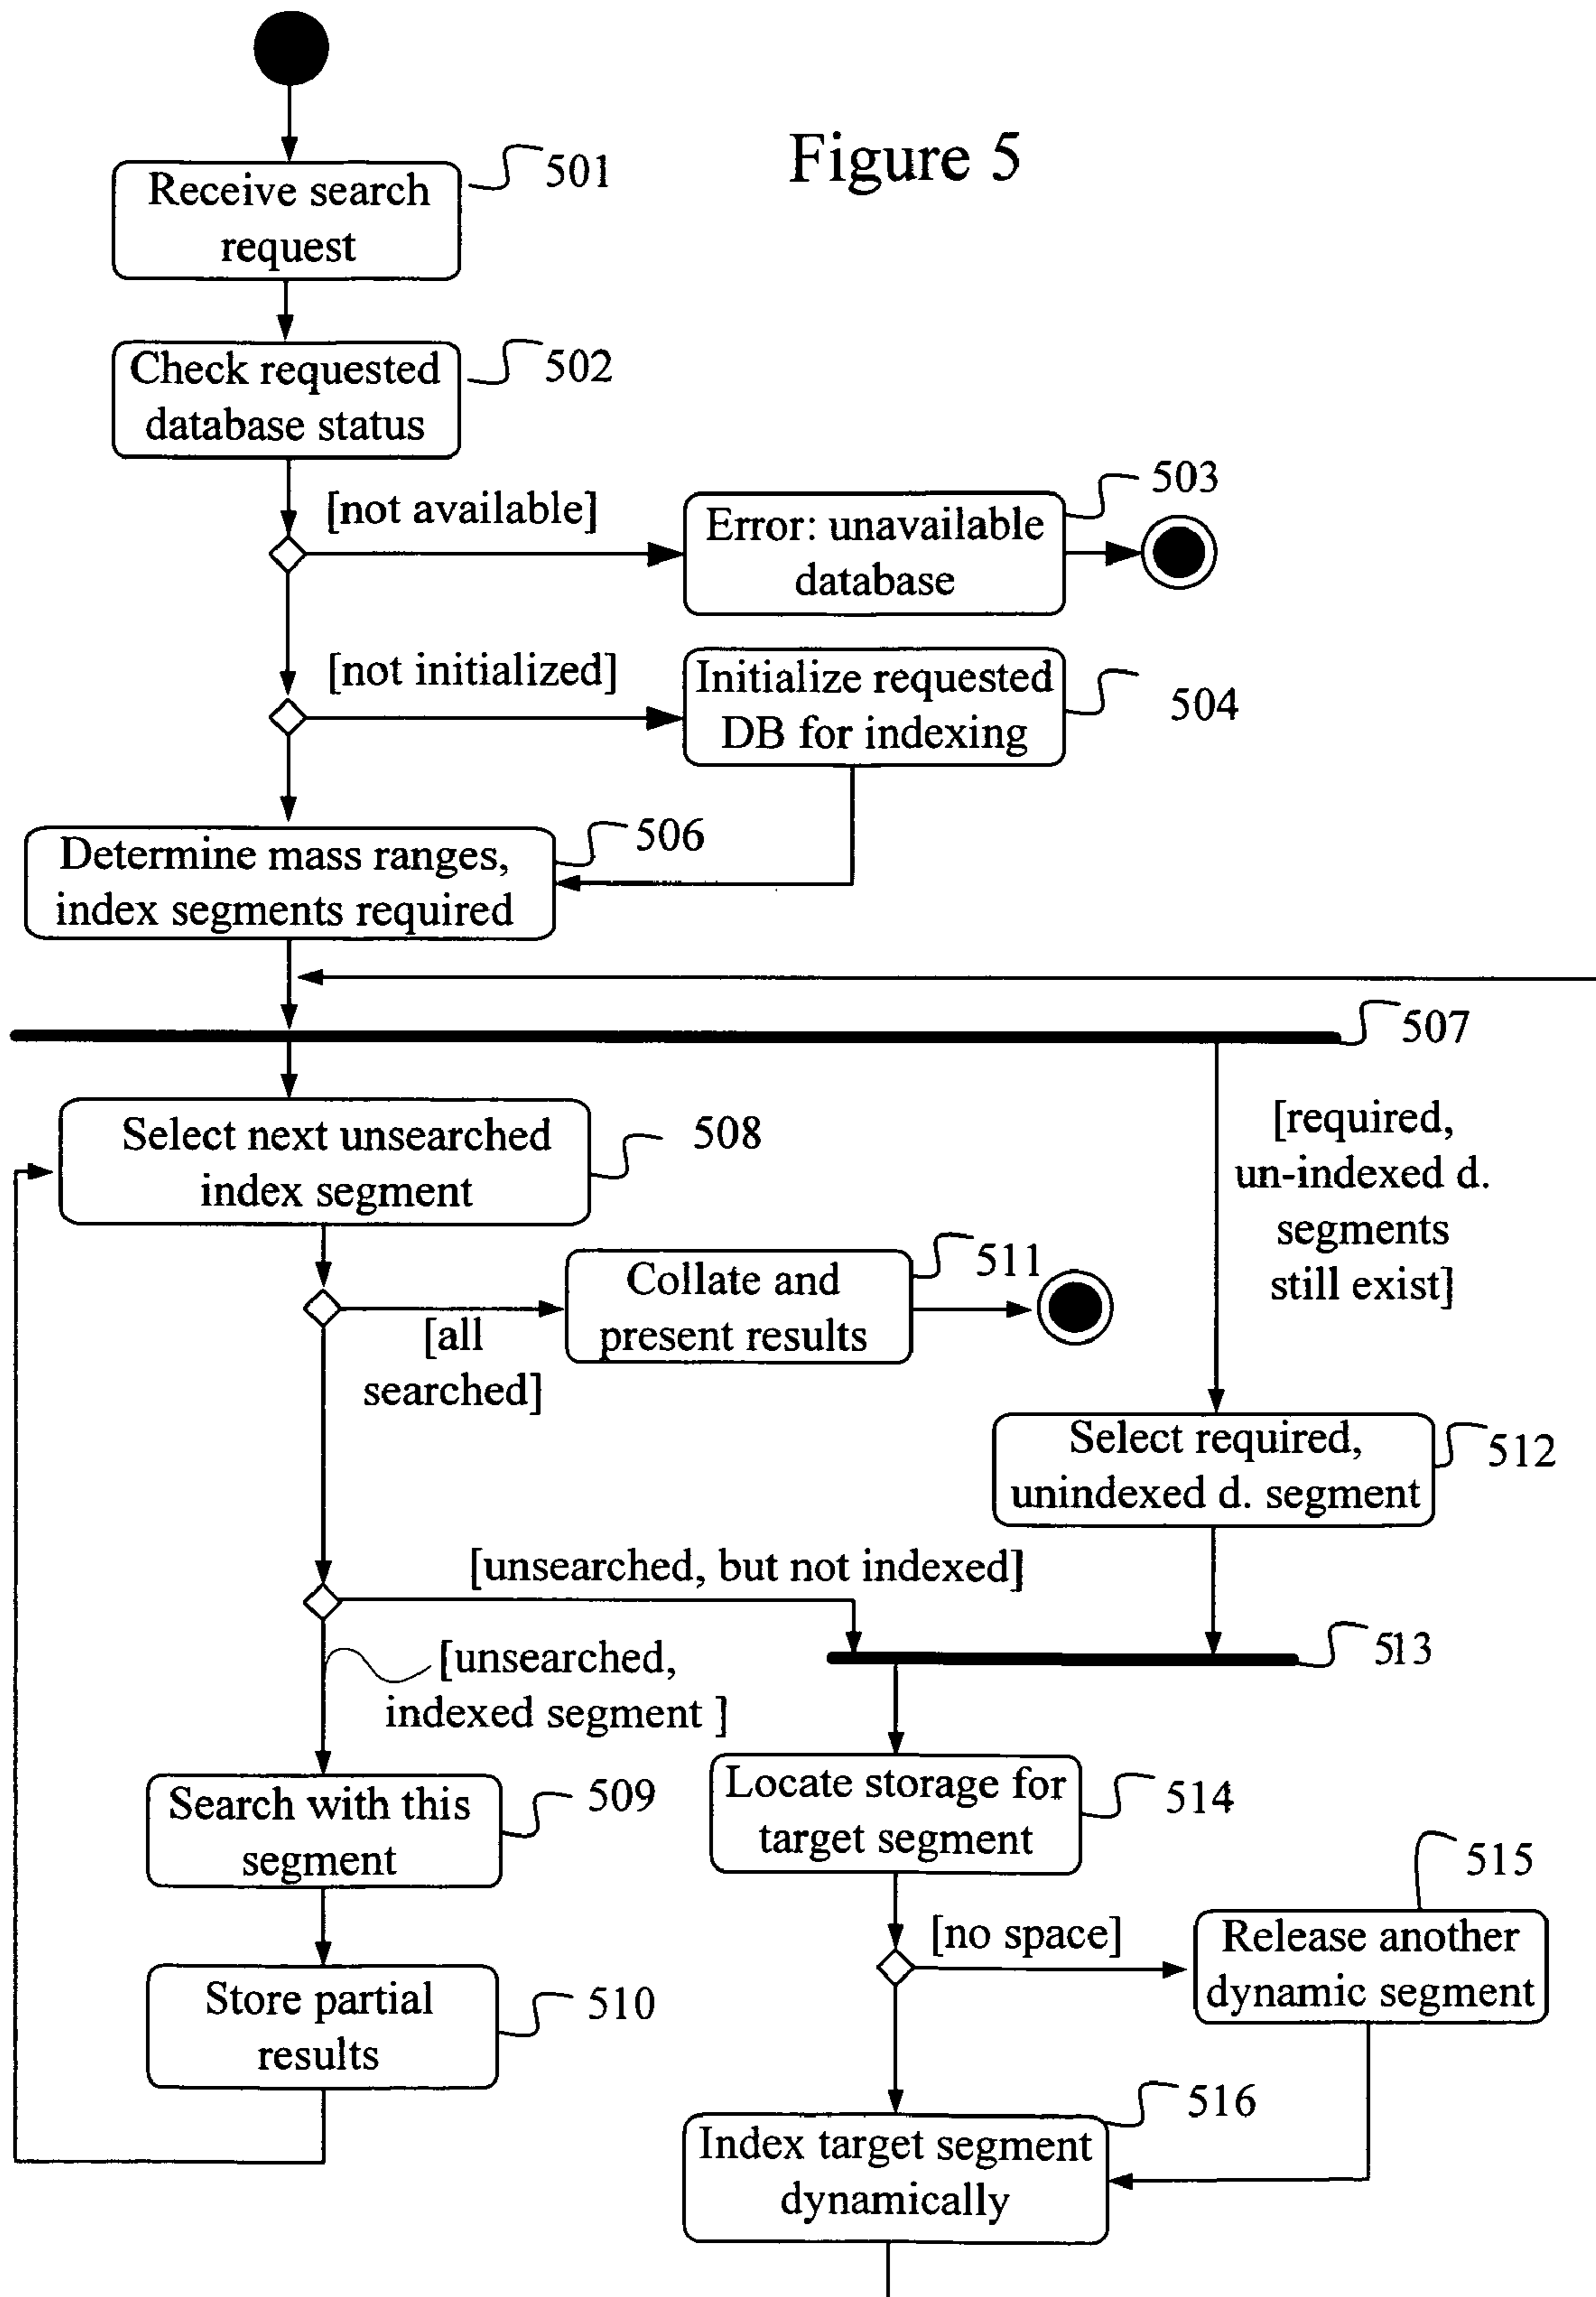 Figure 5
Receive search
request
501
Check requested
database status
502
[not available]
Error: unavailable
database
503
[not initialized]
Initialize requested
DB for indexing
504
Determine mass ranges,
index segments required
506
507
Select next unsearched
index segment
508
[required,
un-indexed d.
segments
still exist]
[all
searched]
Collate and
present results
511
Select required,
unindexed d. segment
512
[unsearched, but not indexed]
513
[unsearched,
indexed segment ]
Search with this
segment
509
Locate storage for
target segment
514
[no space]
Release another
dynamic segment
515
Store partial
results
510
Index target segment
dynamically
516